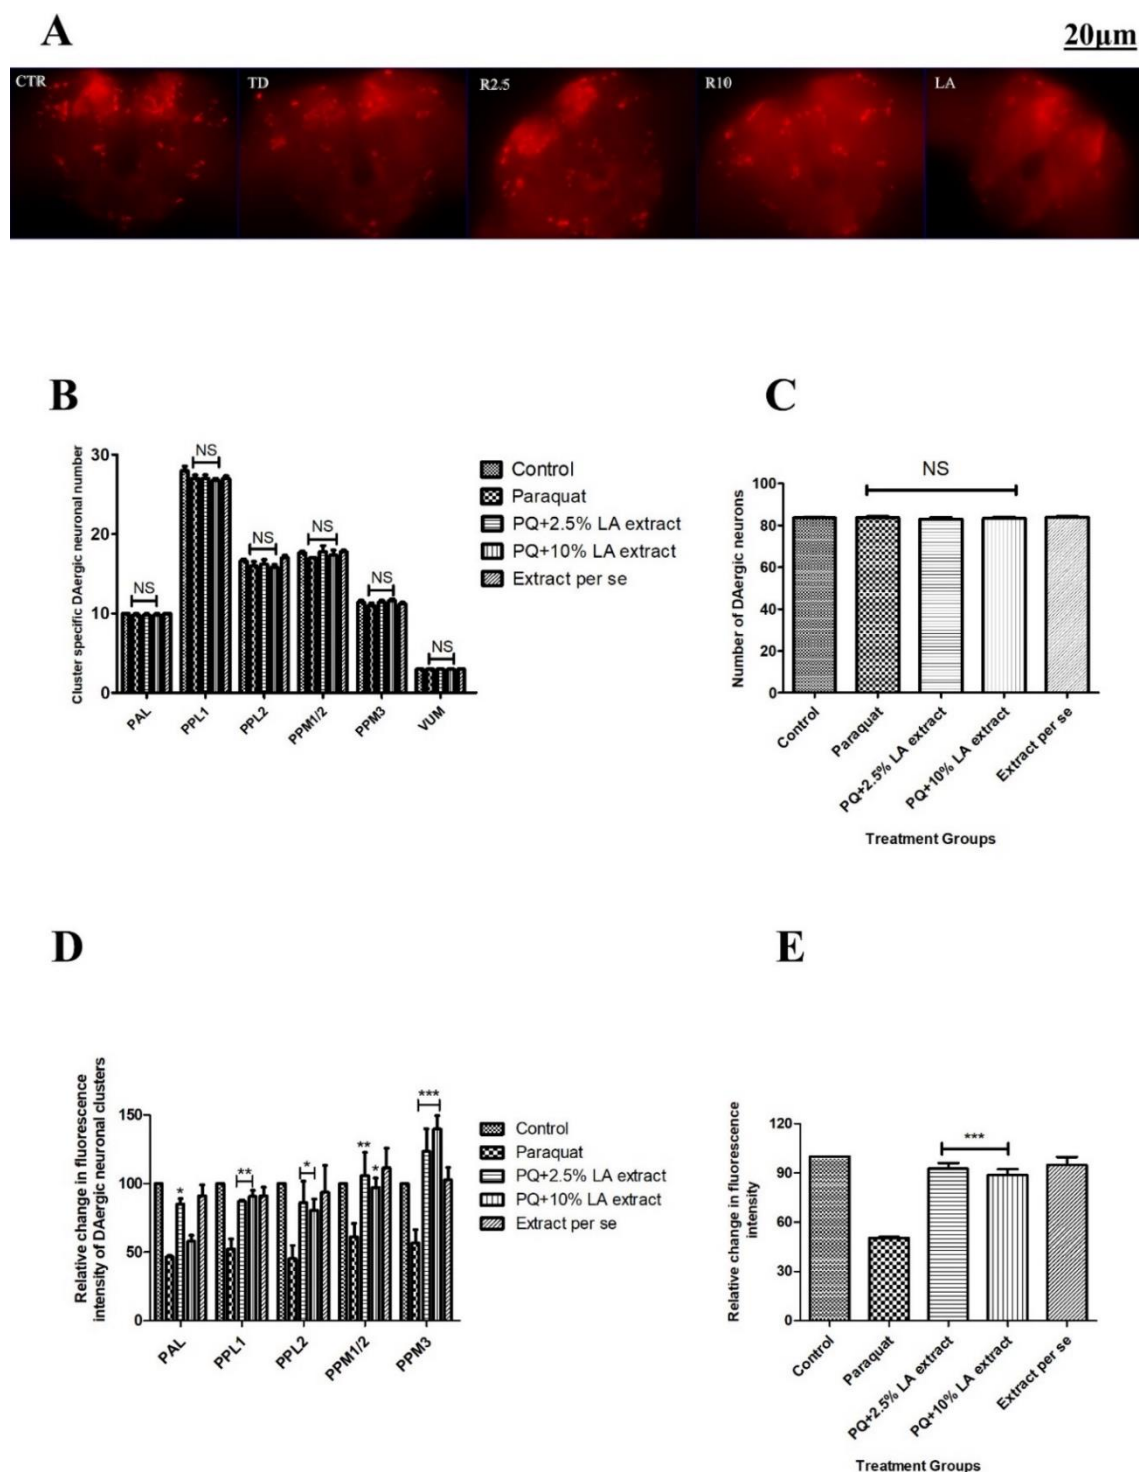 A
20µm
CTR
TD
R2.5
R10
LA
B
Cluster specific DAergic neuronal number
30
20
10
0
NS
NS
NS
NS
NS
NS
PAL
PPL1
PPL2
PPM1/2
PPM3
VUM
Control
Paraquat
PQ+2.5% LA extract
PQ+10% LA extract
Extract per se
C
Number of DAergic neurons
100
80
60
40
20
0
NS
Control
Paraquat
PQ+2.5% LA extract
PQ+10% LA extract
Extract per se
Treatment Groups
D
Relative change in fluorescence
intensity of DAergic neuronal clusters
150
100
50
0
*
**
*
**
*
***
PAL
PPL1
PPL2
PPM1/2
PPM3
Control
Paraquat
PQ+2.5% LA extract
PQ+10% LA extract
Extract per se
E
Relative change in fluorescence
intensity
120
90
60
30
0
***
Control
Paraquat
PQ+2.5% LA extract
PQ+10% LA extract
Extract per se
Treatment Groups